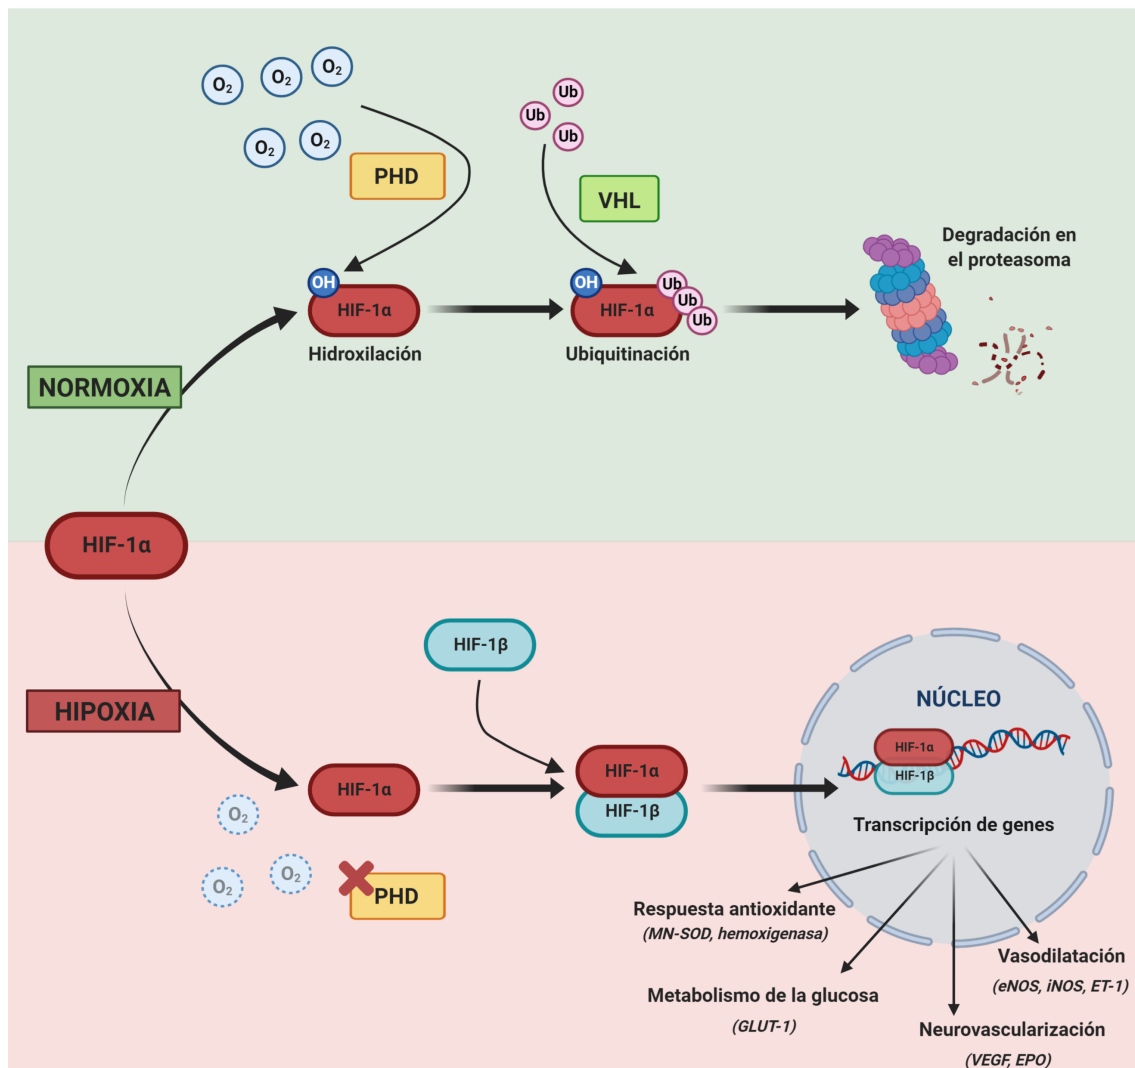 O₂
O₂
O₂
O₂
O₂
PHD
Ub
Ub
Ub
VHL
OH
HIF-1α
Hidroxilación
OH
HIF-1α
Ub
Ub
Ub
Ubiquitinación
Degradación en
el proteasoma
NORMOXIA
HIF-1α
HIPOXIA
HIF-1β
HIF-1α
O₂
O₂
O₂
PHD
HIF-1α
HIF-1β
NÚCLEO
HIF-1α
HIF-1β
Transcripción de genes
Respuesta antioxidante
(MN-SOD, hemoxigenasa)
Metabolismo de la glucosa
(GLUT-1)
Vasodilatación
(eNOS, iNOS, ET-1)
Neurovascularización
(VEGF, EPO)